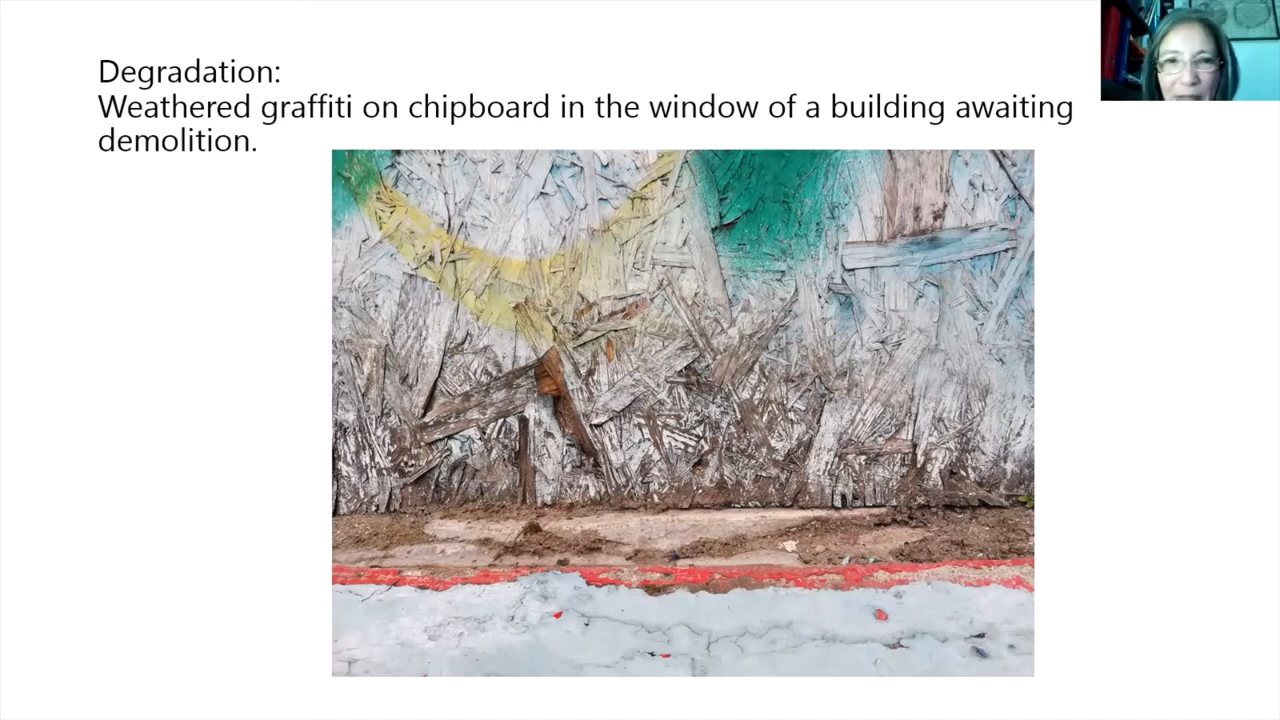 Degradation:
Weathered graffiti on chipboard in the window of a building awaiting
demolition.